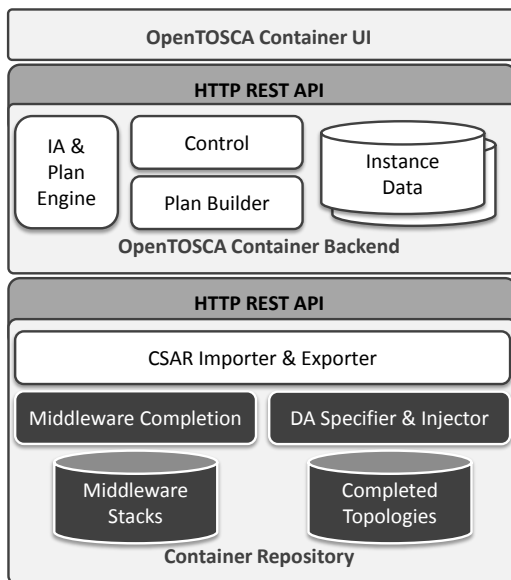 OpenTOSCA Container UI
HTTP REST API
IA &
Plan
Engine
Control
Plan Builder
Instance
Data
OpenTOSCA Container Backend
HTTP REST API
CSAR Importer & Exporter
Middleware Completion
DA Specifier & Injector
Middleware
Stacks
Completed
Topologies
Container Repository